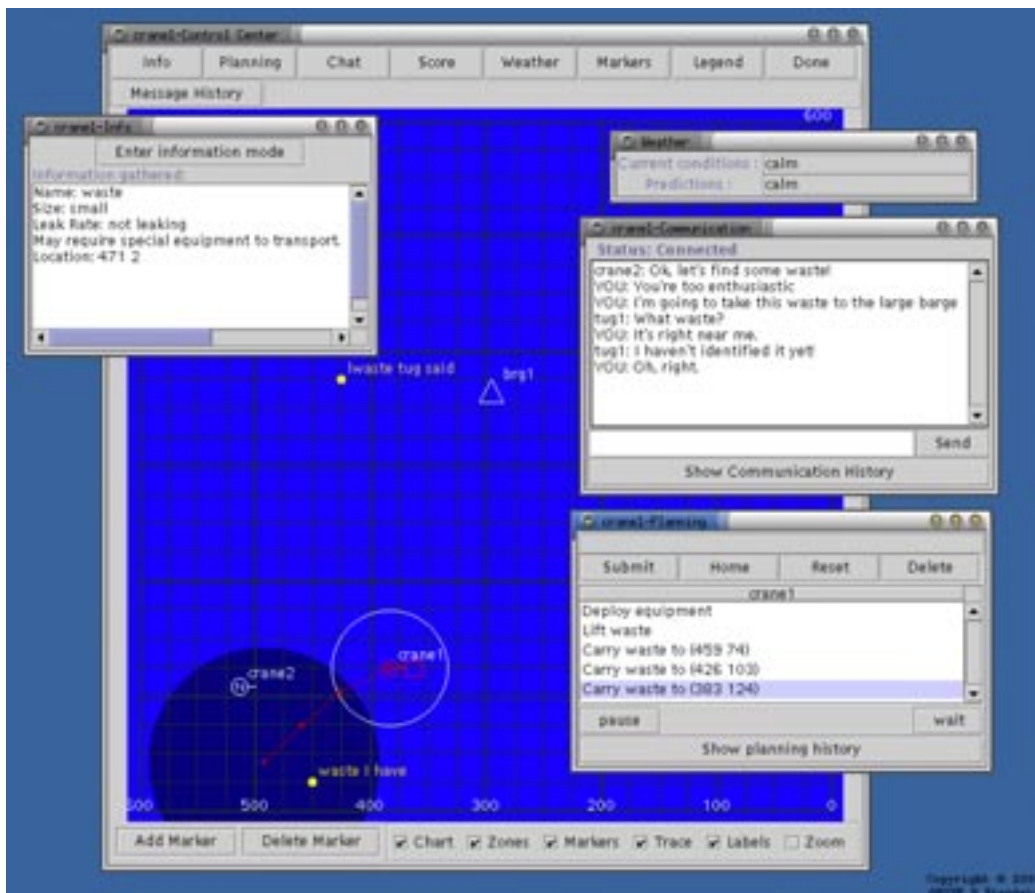 crane1-Control Center
Info Planning Chat Score Weather Markers Legend Done
Message History
600
crane1-Info
Enter information mode
Information gathered:
Name: waste
Size: small
Leak Rate: not leaking
May require special equipment to transport.
Location: 471 2
Weather
Current conditions : calm
Predictions : calm
crane1-Communication
Status: Connected
crane2: Ok, let's find some waste!
YOU: You're too enthusiastic
YOU: I'm going to take this waste to the large barge
tug1: What waste?
YOU: It's right near me.
tug1: I haven't identified it yet!
YOU: Oh, right.
Send
Show Communication History
lwaste tug said
brg1
crane1-Planning
Submit Home Reset Delete
crane1
Deploy equipment
Lift waste
Carry waste to (459 74)
Carry waste to (426 103)
Carry waste to (383 124)
pause wait
Show planning history
crane1
crane2
N
waste I have
600 500 400 300 200 100 0
Add Marker Delete Marker Chart Zones Markers Trace Labels Zoom
Copyright ©